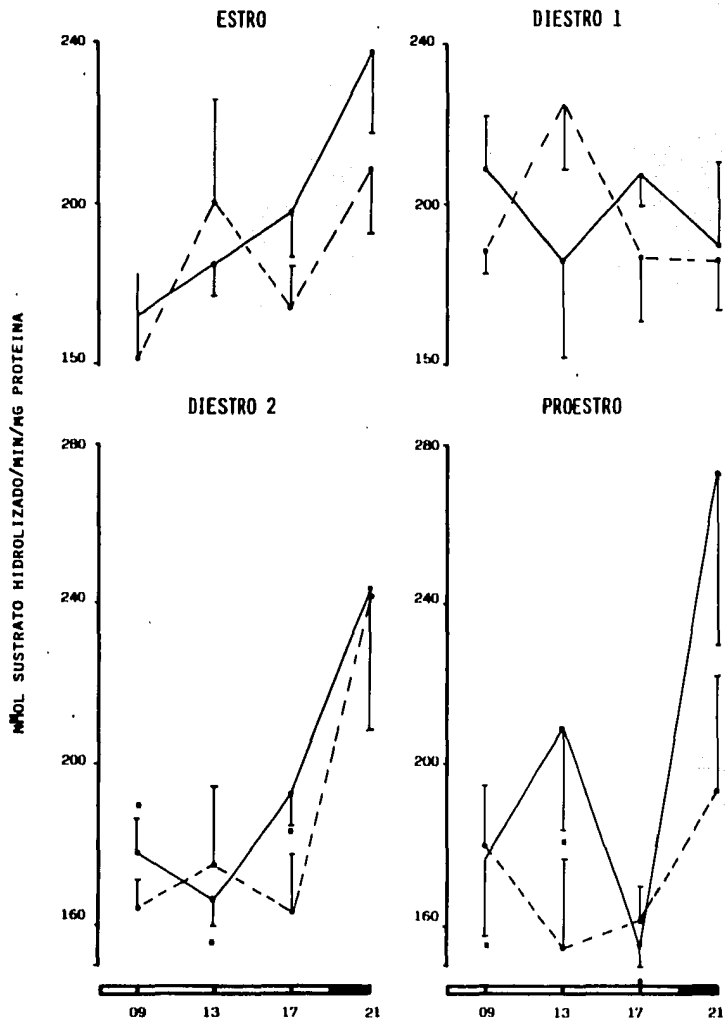 ESTRO
DIESTRO 1
240
200
150
240
200
150
NMOL SUSTRATO HIDROLIZADO/MIN/MG PROTEINA
DIESTRO 2
PROESTRO
280
240
200
160
280
240
200
160
09 13 17 21
09 13 17 21